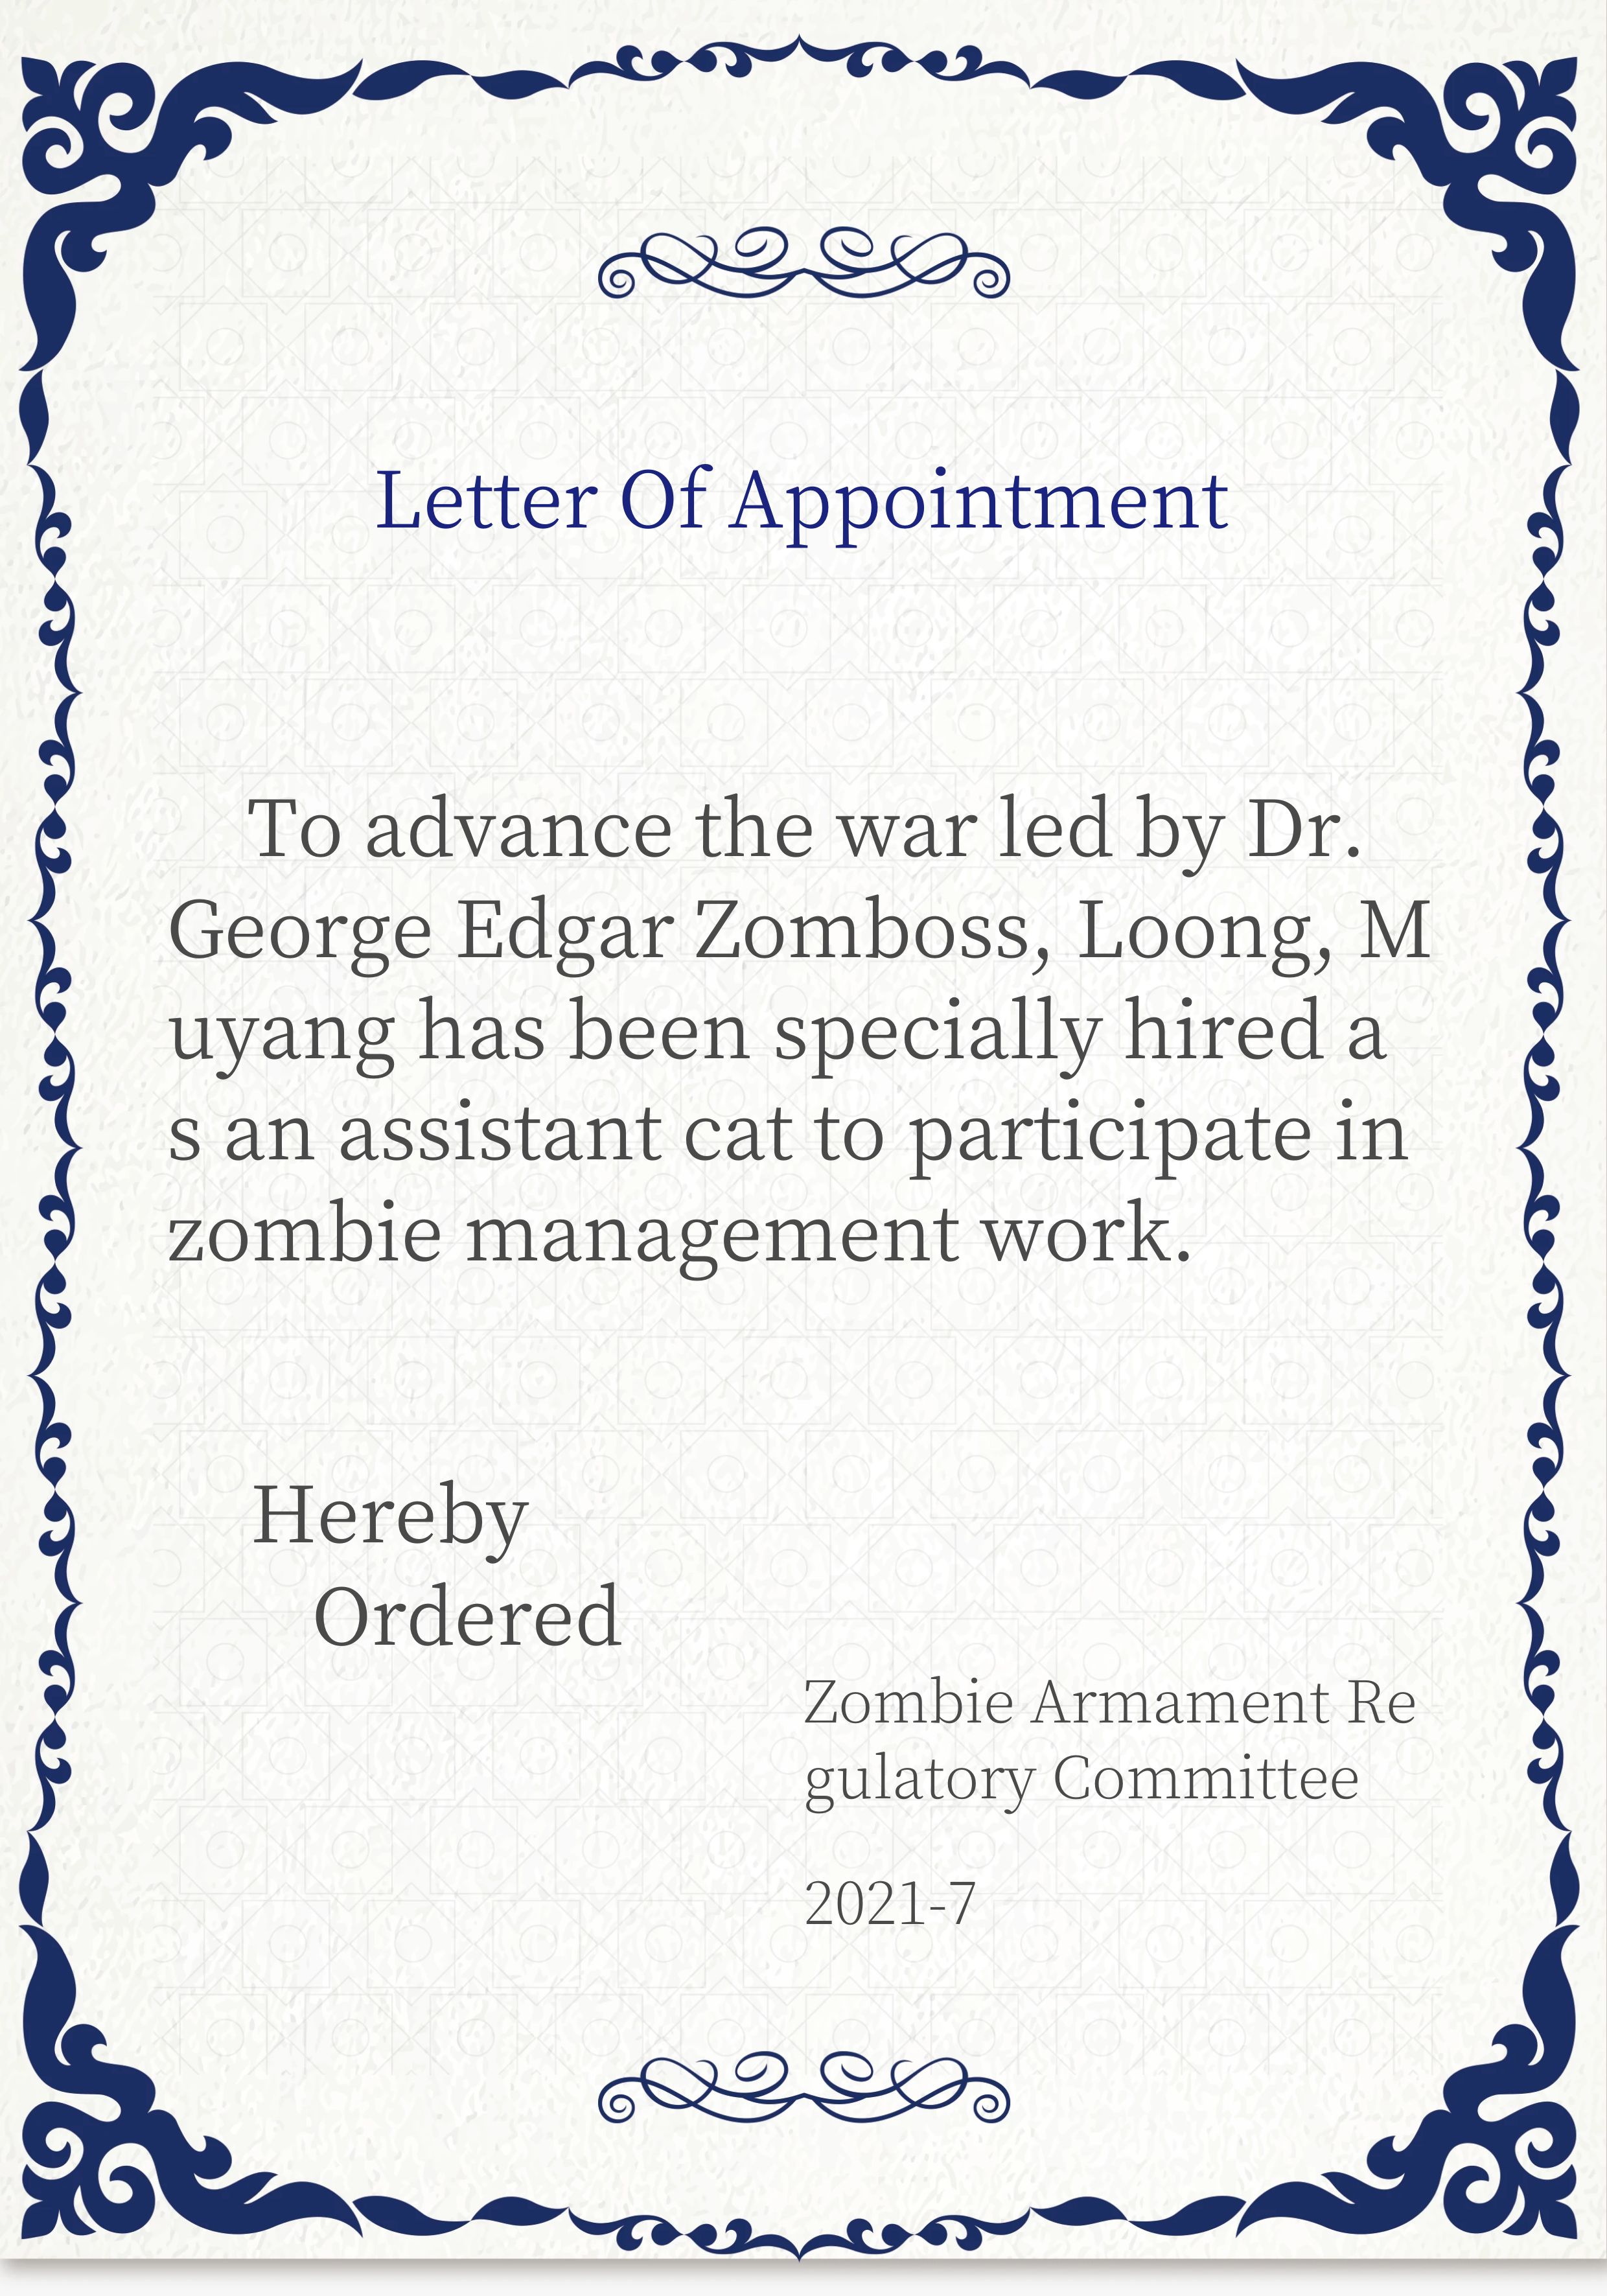 Letter Of Appointment
To advance the war led by Dr.
George Edgar Zomboss, Loong, M
uyang has been specially hired a
s an assistant cat to participate in
zombie management work.
Hereby
Ordered
Zombie Armament Re
gulatory Committee
2021-7